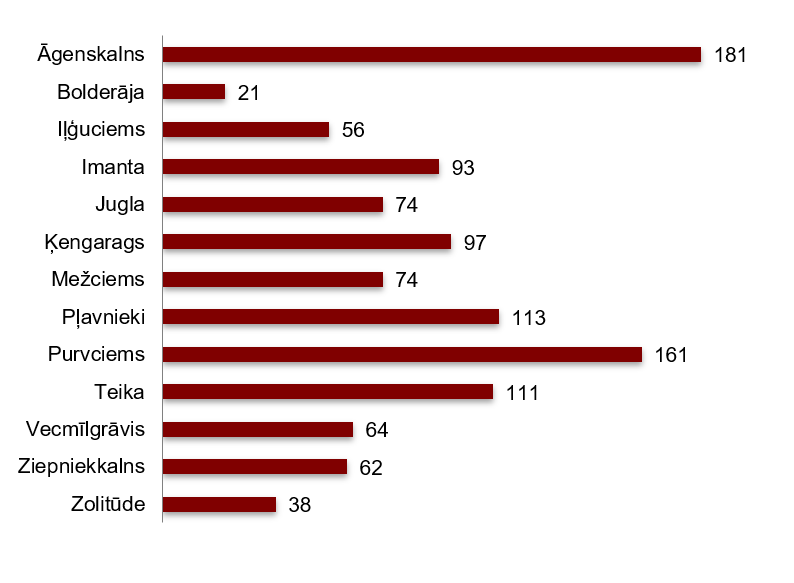 Āgenskalns 181
Bolderāja 21
Iļģuciems 56
Imanta 93
Jugla 74
Ķengarags 97
Mežciems 74
Pļavnieki 113
Purvciems 161
Teika 111
Vecmīlgrāvis 64
Ziepniekkalns 62
Zolitūde 38